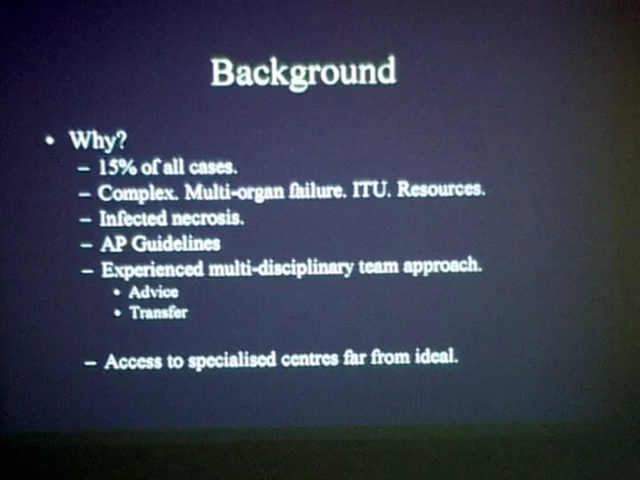 Background
• Why?
– 15% of all cases.
– Complex. Multi-organ failure. ITU. Resources.
– Infected necrosis.
– AP Guidelines
– Experienced multi-disciplinary team approach.
• Advice
• Transfer
– Access to specialised centres far from ideal.